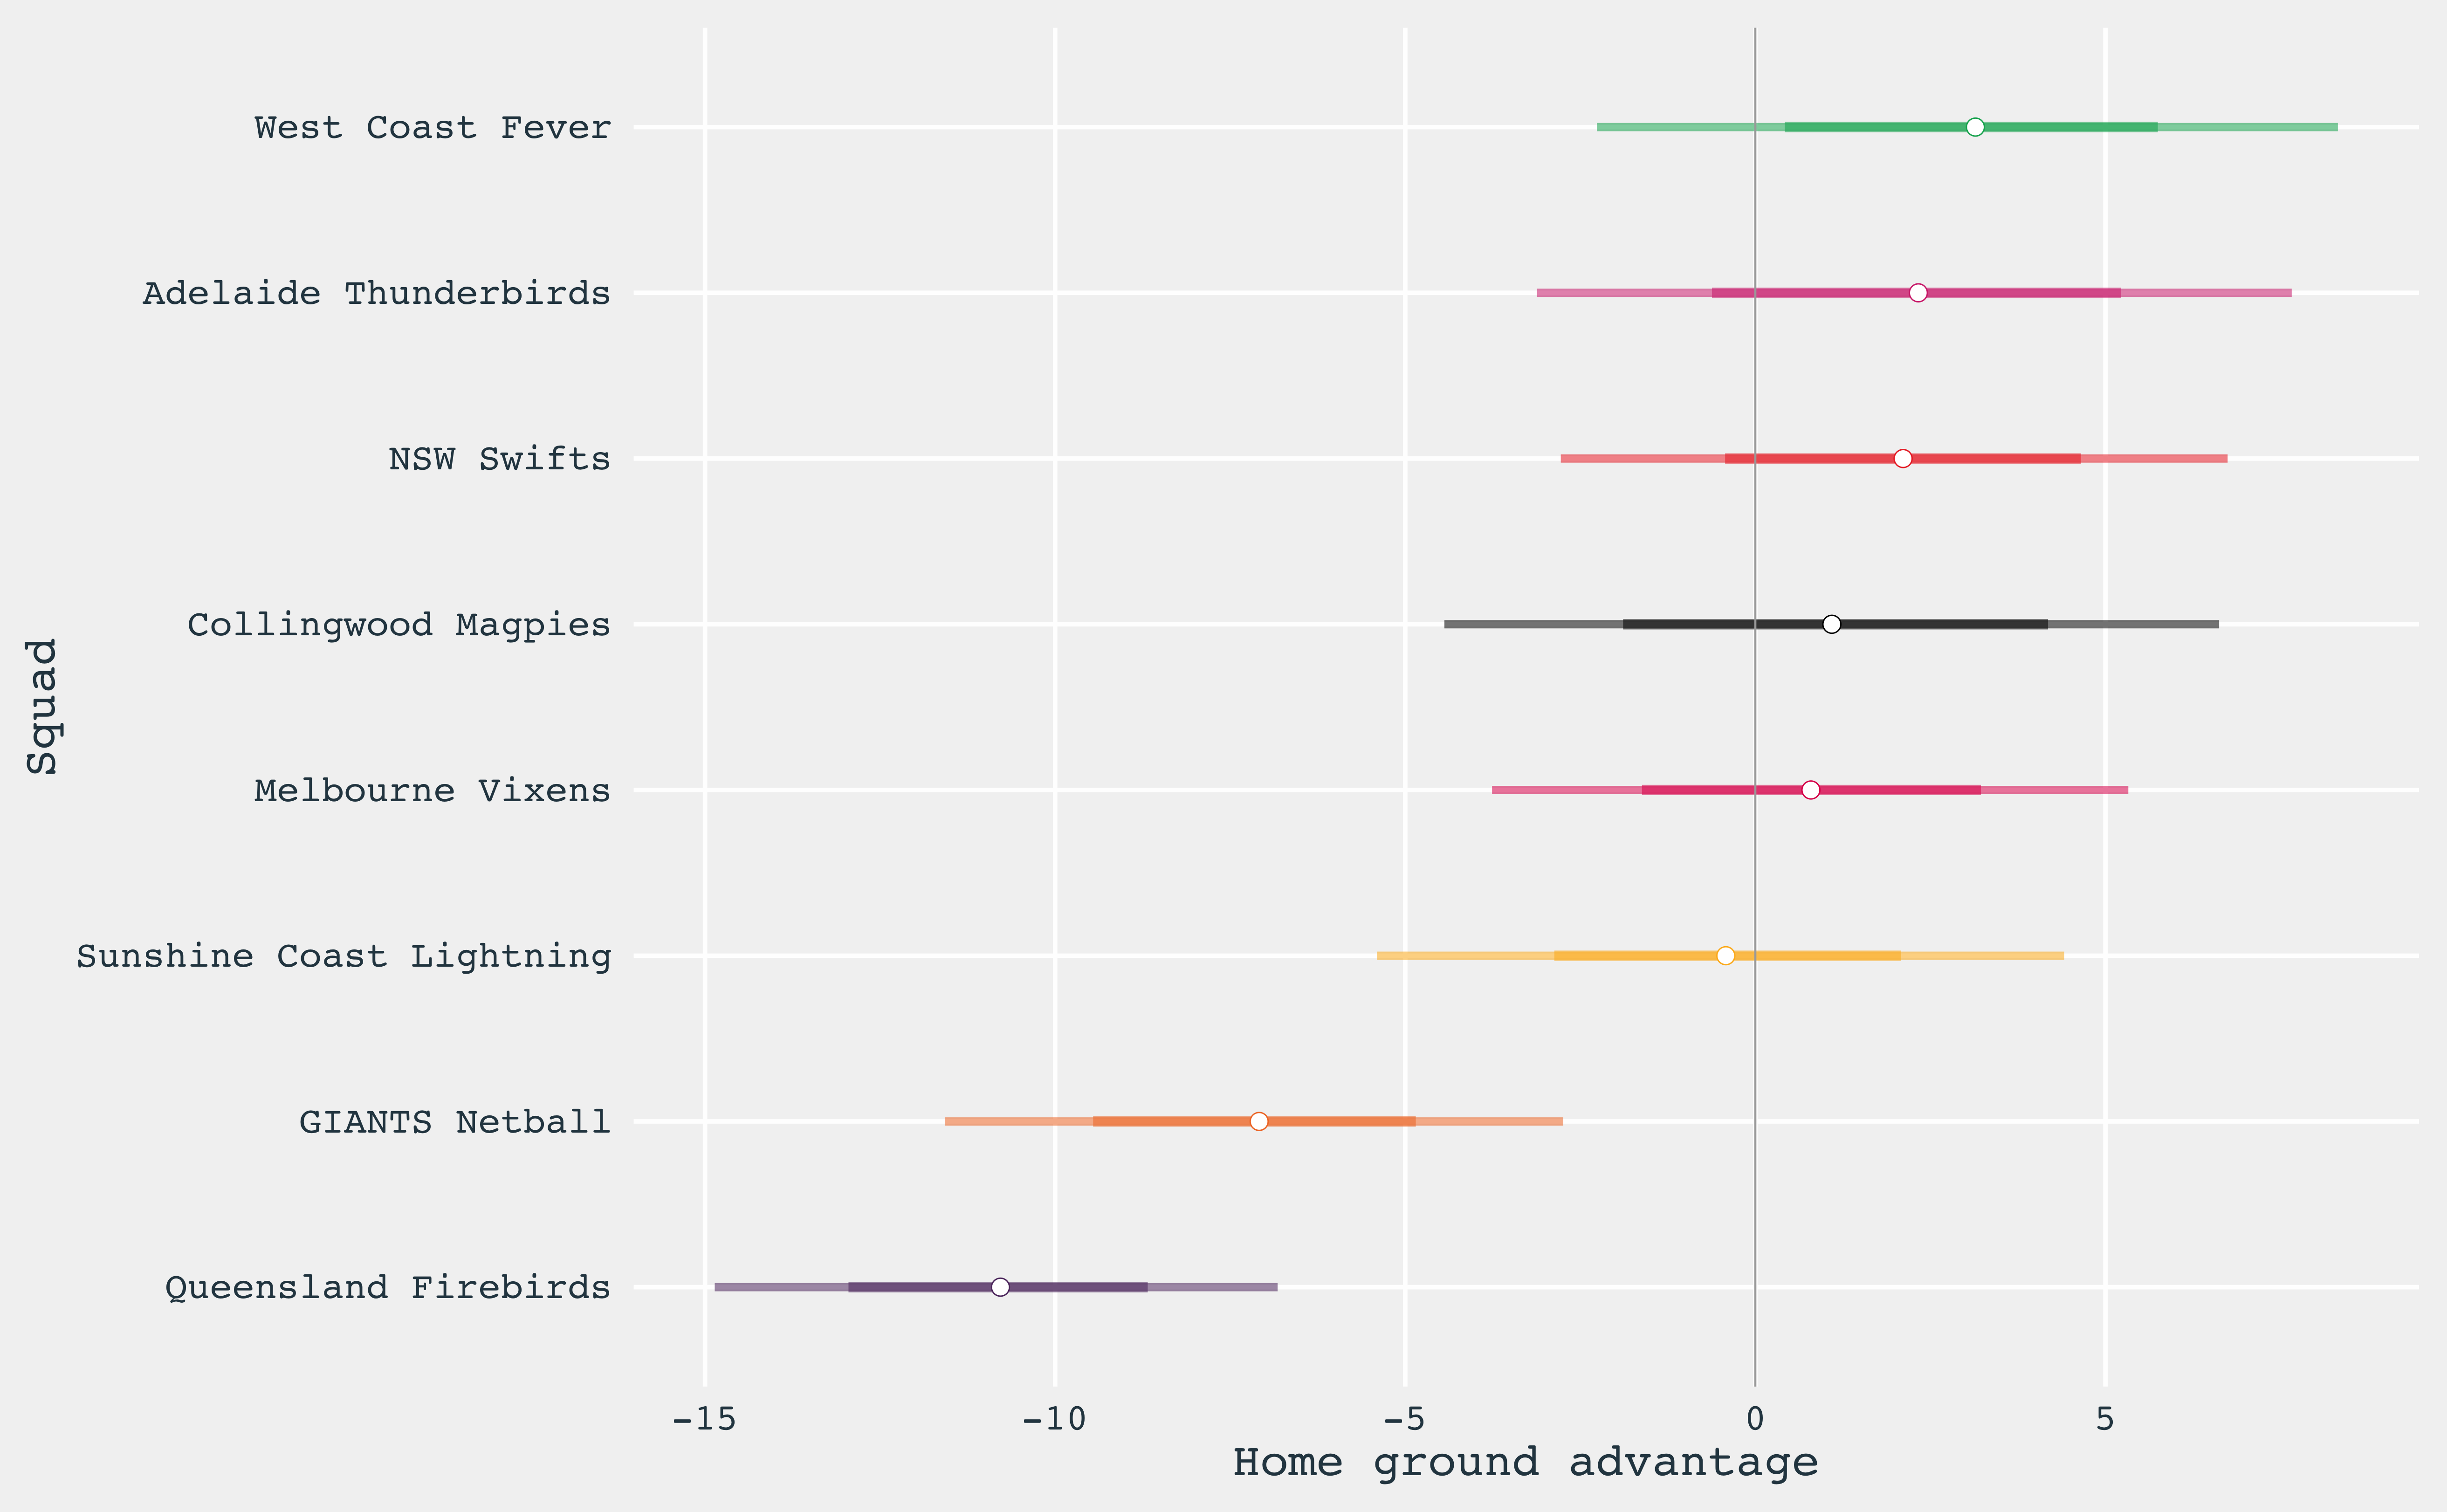 West Coast Fever
Adelaide Thunderbirds
NSW Swifts
Collingwood Magpies
Melbourne Vixens
Sunshine Coast Lightning
GIANTS Netball
Queensland Firebirds
Squad
-15
-10
-5
0
5
Home ground advantage